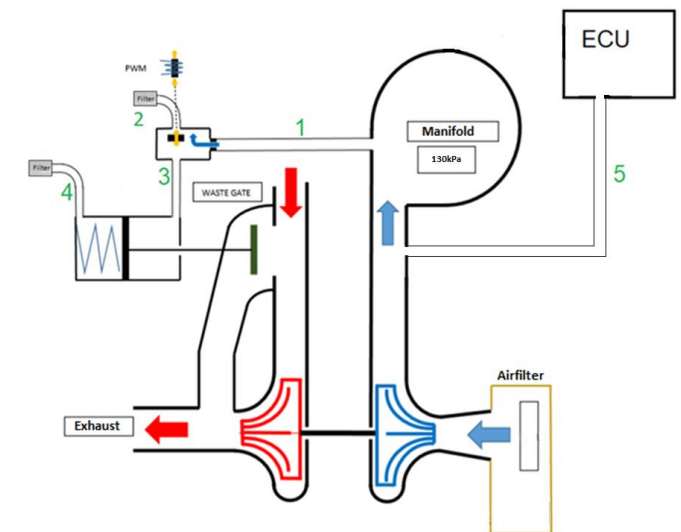 ECU
PWM
Filter
2
1
Manifold
130kPa
Filter
4
3
WASTE GATE
5
Airfilter
Exhaust